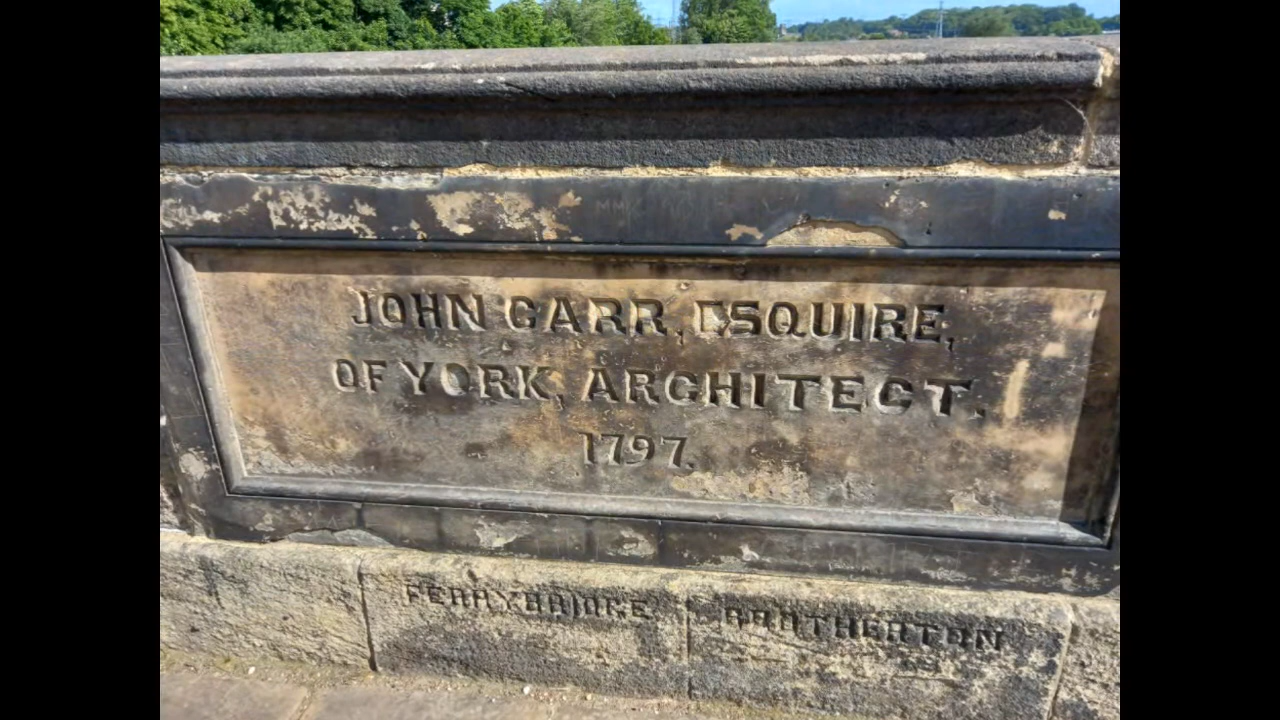 JOHN CARR, ESQUIRE,
OF YORK, ARCHITECT.
1797.
FERRYBRIDGE BROTHERTON